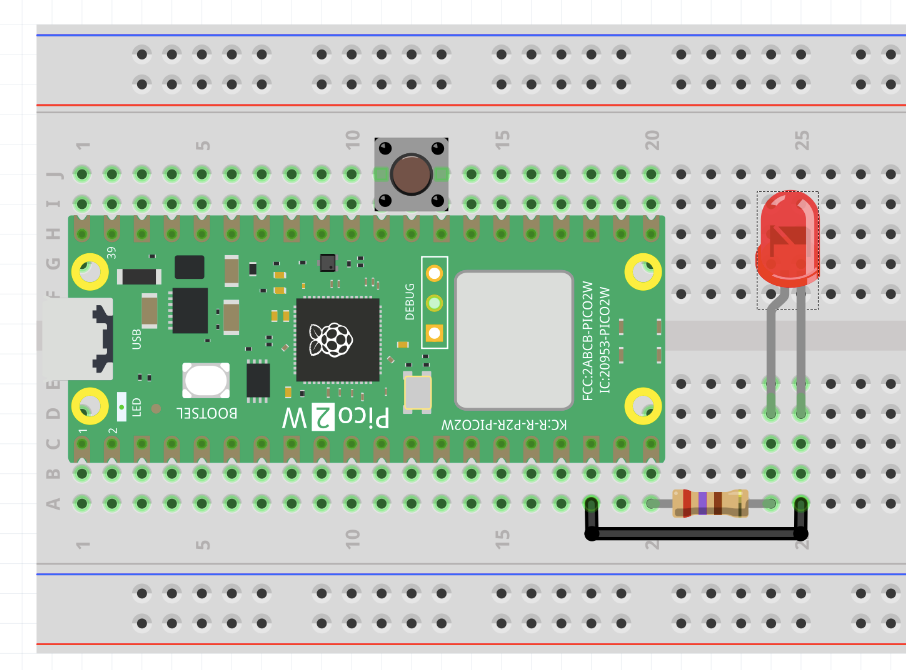 1 5 10 15 20 25
J
I
H
G
F
39
DEBUG
FCC:2ABCB-PICO2W
IC:20953-PICO2W
USB
E
D
C
B
A
LED
BOOTSEL
Pico 2 W
KC-R-R-P2R-PICO2W
1
2
1 5 10 15 2 2